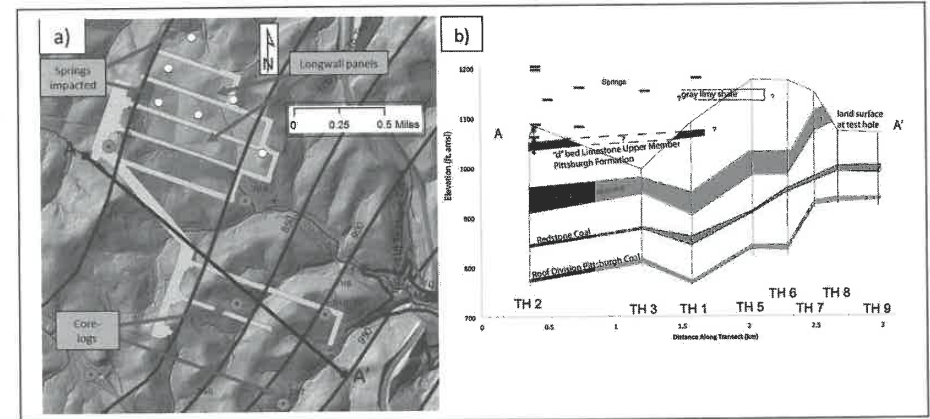 a)
Springs
impacted
N
Longwall panels
0 0.25 0.5 Miles
800
900
990
Core-
logs
A'
b)
Elevation (ft, amsl)
1200
1100
1000
900
800
700
Springs
gray limy shale
?
?
?
?
A
A'
land surface
at test hole
"d" bed Limestone Upper Member
Pittsburgh Formation
Redstone Coal
Roof Division Pittsburgh Coal
TH 2
TH 3
TH 1
TH 5
TH 6
TH 7
TH 8
TH 9
0 0.5 1 1.5 2 2.5 3
Distance Along Transect (km)